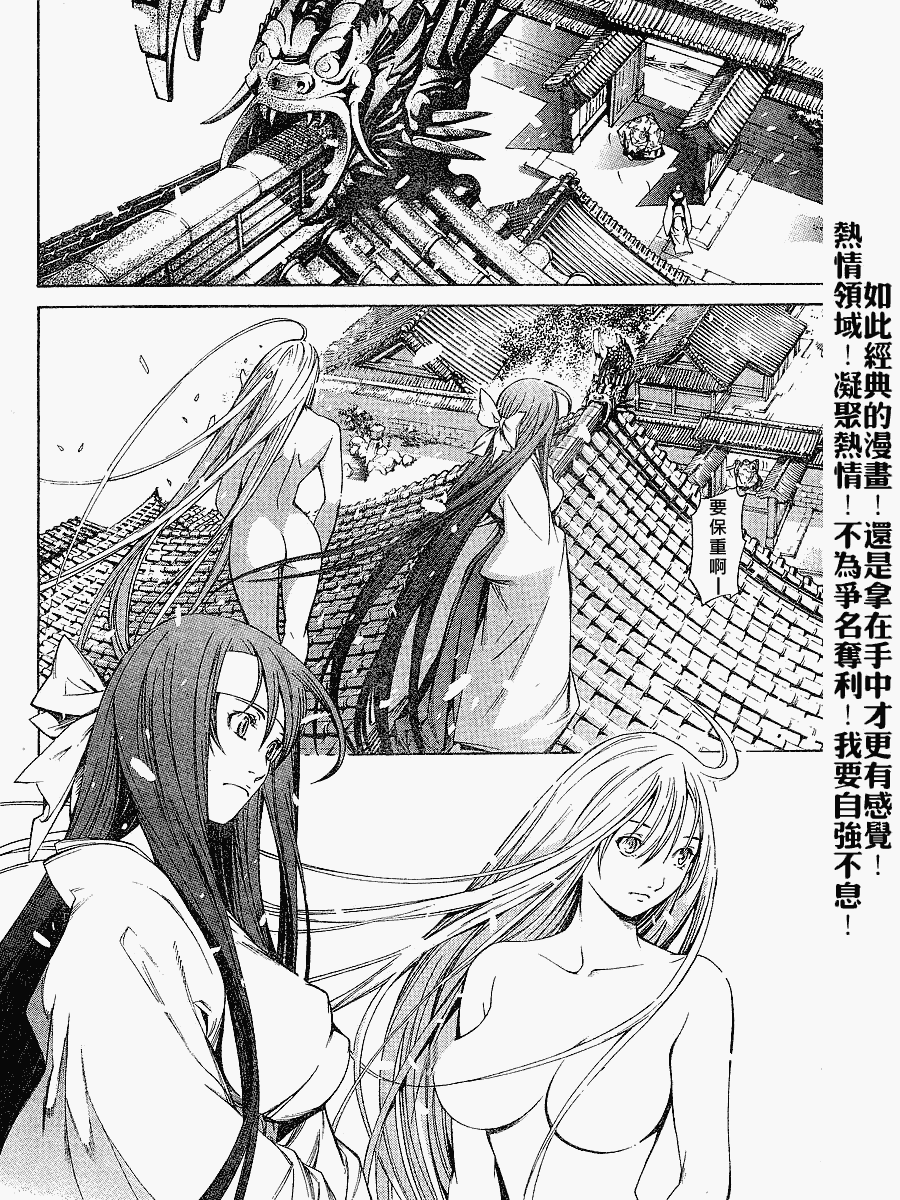 如此經典的漫畫！還是拿在手中才更有感覺！
熱情領域！凝聚熱情！不為爭名奪利！我要自強不息！
要保重啊ー